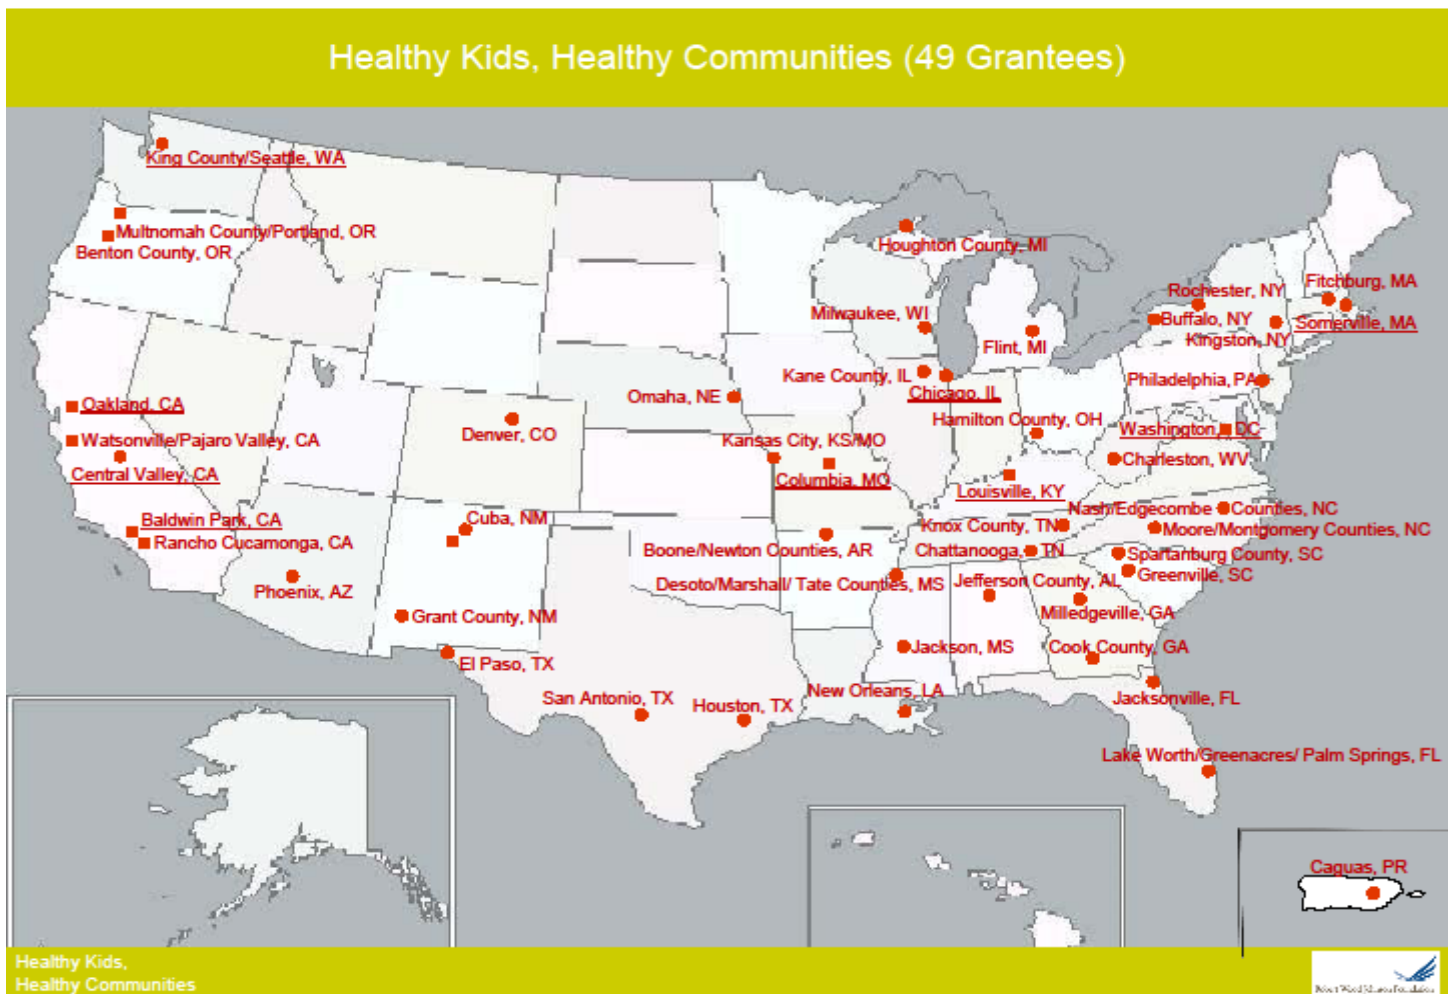 Healthy Kids, Healthy Communities (49 Grantees)
King County/Seattle, WA
Multnomah County/Portland, OR
Benton County, OR
Houghton County, MI
Fitchburg, MA
Rochester, NY
Milwaukee, WI
Buffalo, NY
Somerville, MA
Kingston, NY
Flint, MI
Kane County, IL
Philadelphia, PA
Chicago, IL
Omaha, NE
Oakland, CA
Hamilton County, OH
Denver, CO
Washington, DC
Watsonville/Pajaro Valley, CA
Kansas City, KS/MO
Charleston, WV
Central Valley, CA
Columbia, MO
Louisville, KY
Nash/Edgecombe Counties, NC
Baldwin Park, CA
Cuba, NM
Knox County, TN
Moore/Montgomery Counties, NC
Rancho Cucamonga, CA
Boone/Newton Counties, AR
Chattanooga, TN
Spartanburg County, SC
Greenville, SC
Phoenix, AZ
Desoto/Marshall/ Tate Counties, MS
Jefferson County, AL
Milledgeville, GA
Grant County, NM
Jackson, MS
Cook County, GA
El Paso, TX
San Antonio, TX
Houston, TX
New Orleans, LA
Jacksonville, FL
Lake Worth/Greenacres/ Palm Springs, FL
Caguas, PR
Healthy Kids,
Healthy Communities
Robert Wood Johnson Foundation